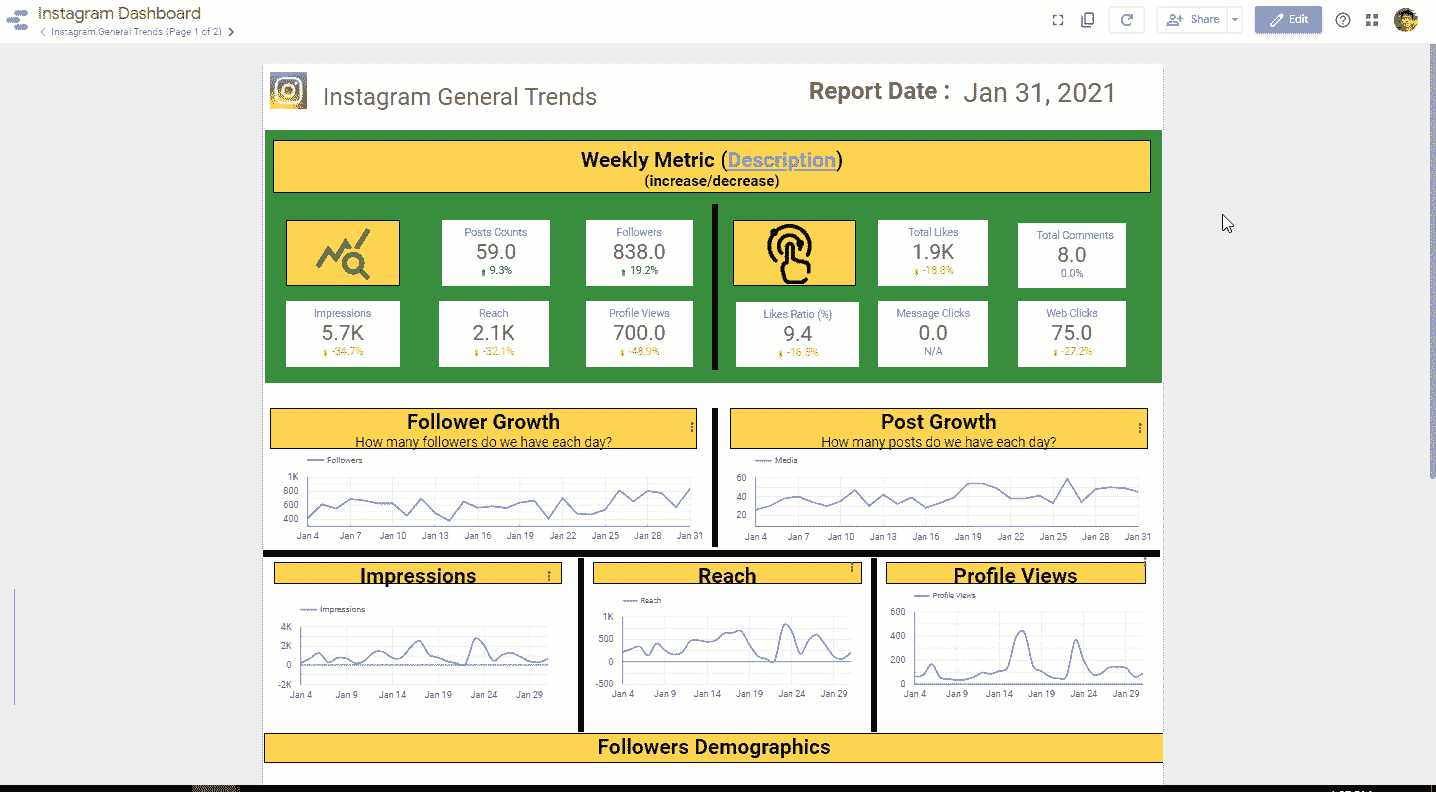 Instagram Dashboard
Instagram General Trends (Page 1 of 2)
Share
Edit
Instagram General Trends
Report Date : Jan 31, 2021
Weekly Metric (Description)
(increase/decrease)
Posts Counts
59.0
9.3%
Followers
838.0
19.2%
Total Likes
1.9K
-18.8%
Total Comments
8.0
0.0%
Impressions
5.7K
-34.7%
Reach
2.1K
-32.1%
Profile Views
700.0
-48.9%
Likes Ratio (%)
9.4
-16.5%
Message Clicks
0.0
N/A
Web Clicks
75.0
-27.2%
Follower Growth
How many followers do we have each day?
Followers
1K
800
600
400
Jan 4 Jan 7 Jan 10 Jan 13 Jan 16 Jan 19 Jan 22 Jan 25 Jan 28 Jan 31
Post Growth
How many posts do we have each day?
Media
60
40
20
Jan 4 Jan 7 Jan 10 Jan 13 Jan 16 Jan 19 Jan 22 Jan 25 Jan 28 Jan 31
Impressions
Impressions
4K
2K
0
-2K
Jan 4 Jan 9 Jan 14 Jan 19 Jan 24 Jan 29
Reach
Reach
1K
500
0
-500
Jan 4 Jan 9 Jan 14 Jan 19 Jan 24 Jan 29
Profile Views
Profile Views
600
400
200
0
Jan 4 Jan 9 Jan 14 Jan 19 Jan 24 Jan 29
Followers Demographics